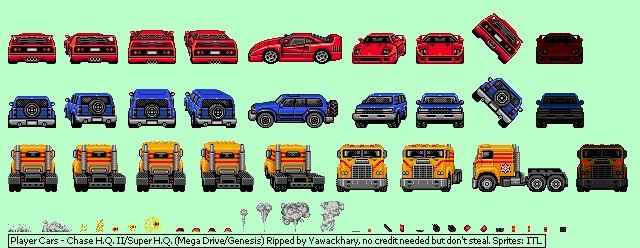 Player Cars - Chase H.Q. II/Super H.Q. (Mega Drive/Genesis) Ripped by Yawackhary, no credit needed but don't steal. Sprites: ITL